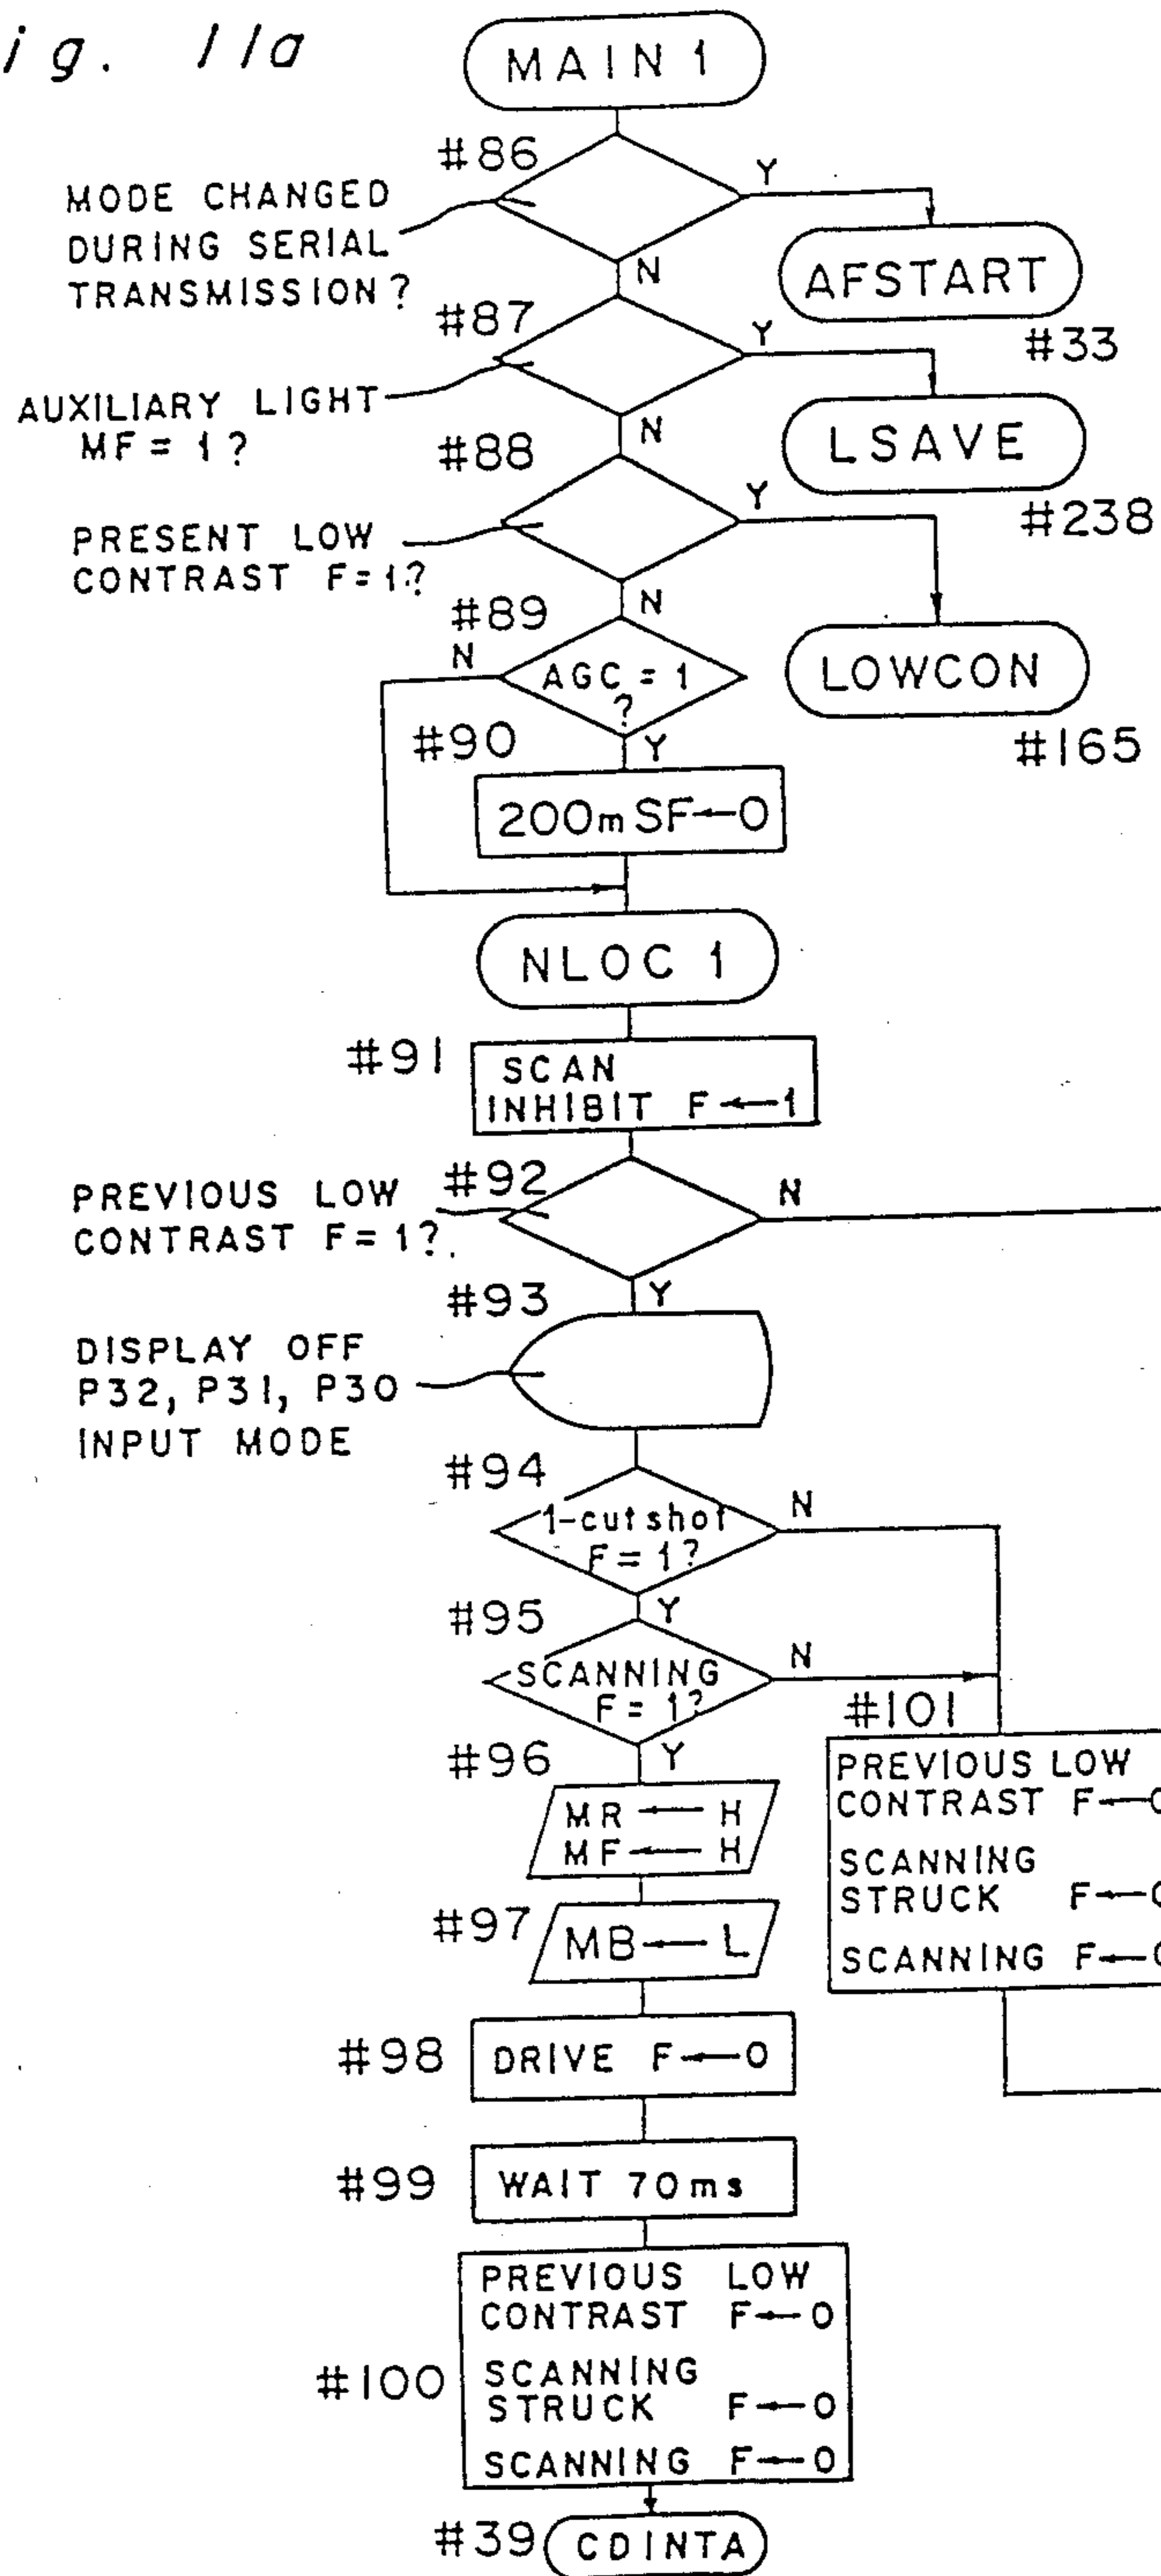 ig. 11a
MAIN 1
#86
Y
MODE CHANGED
DURING SERIAL
TRANSMISSION?
N
AFSTART
#33
#87
Y
AUXILIARY LIGHT
MF = 1?
N
LSAVE
#238
#88
Y
PRESENT LOW
CONTRAST F=1?
N
LOWCON
#165
#89
N
AGC = 1
?
Y
#90
200mSF←0
NLOC 1
#91
SCAN
INHIBIT F←1
#92
N
PREVIOUS LOW
CONTRAST F=1?
Y
#93
DISPLAY OFF
P32, P31, P30
INPUT MODE
#94
1-cut shot
F=1?
N
Y
#95
SCANNING
F=1?
N
Y
#96
MR ← H
MF ← H
#101
PREVIOUS LOW
CONTRAST F←0
SCANNING
STRUCK F←0
SCANNING F←0
#97
MB ← L
#98
DRIVE F←0
#99
WAIT 70ms
#100
PREVIOUS LOW
CONTRAST F←0
SCANNING
STRUCK F←0
SCANNING F←0
#39
CDINTA